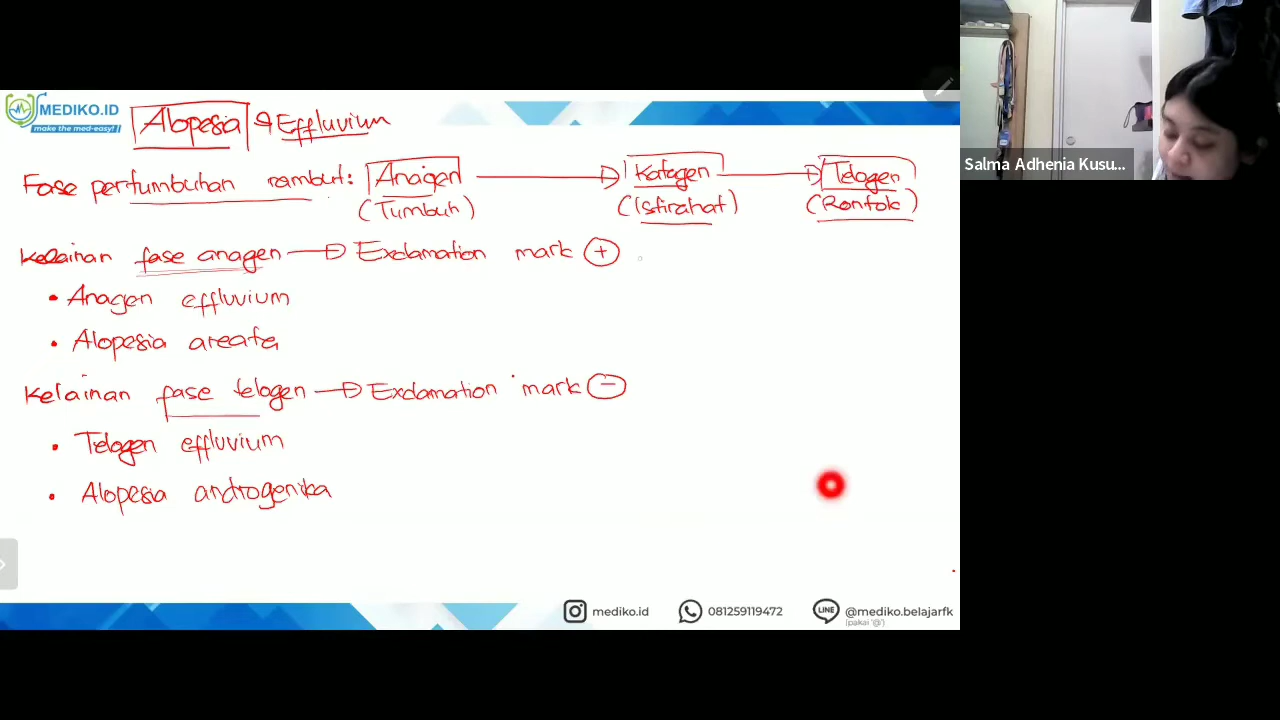 MEDIKO.ID
make the med-easy!
Alopesia & Effluvium
Fase pertumbuhan rambut: Anagen → Katagen → Telogen
(Tumbuh) (Istirahat) (Rontok)
Kelainan fase anagen → Exclamation mark +
• Anagen effluvium
• Alopesia areata
Kelainan fase telogen → Exclamation mark -
• Telogen effluvium
• Alopesia androgenika
mediko.id 081259119472 LINE @mediko.belajarfk
(pakai '@')
Salma Adhenia Kusu...